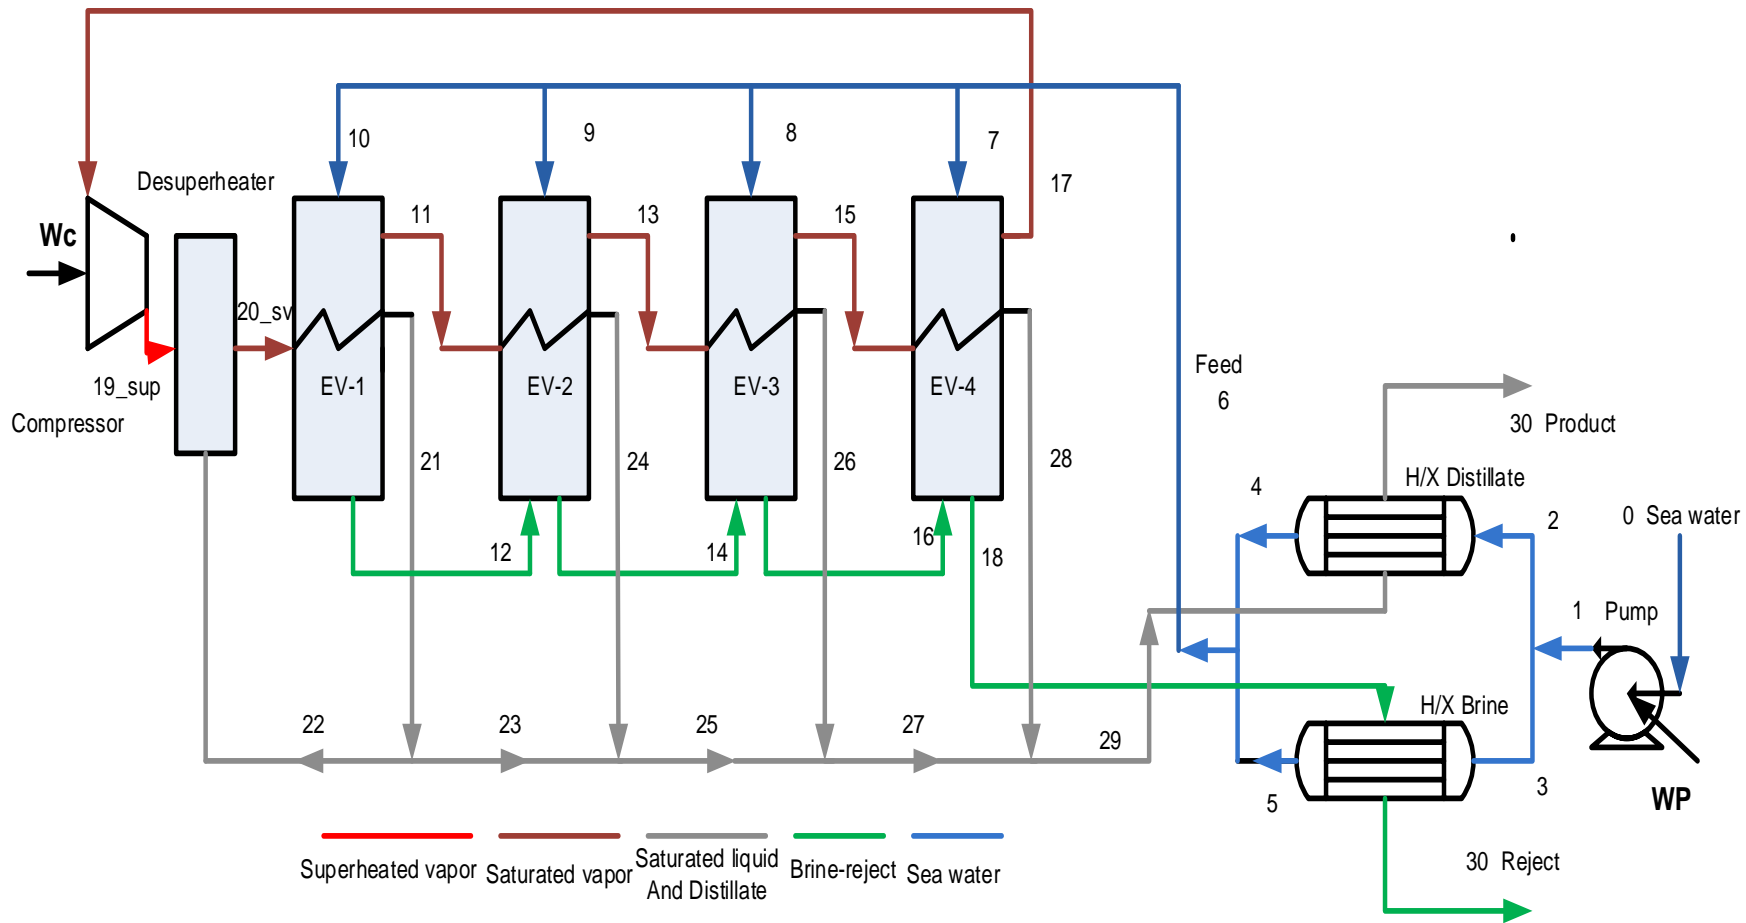 10
9
8
7
Desuperheater
17
11
13
15
Wc
20_sv
Feed
6
EV-1
EV-2
EV-3
EV-4
19_sup
Compressor
30 Product
21
24
26
28
H/X Distillate
4
2
0 Sea water
12
14
16
18
1
Pump
22
23
25
27
29
H/X Brine
5
3
WP
Superheated vapor
Saturated vapor
Saturated liquid
And Distillate
Brine-reject
Sea water
30 Reject